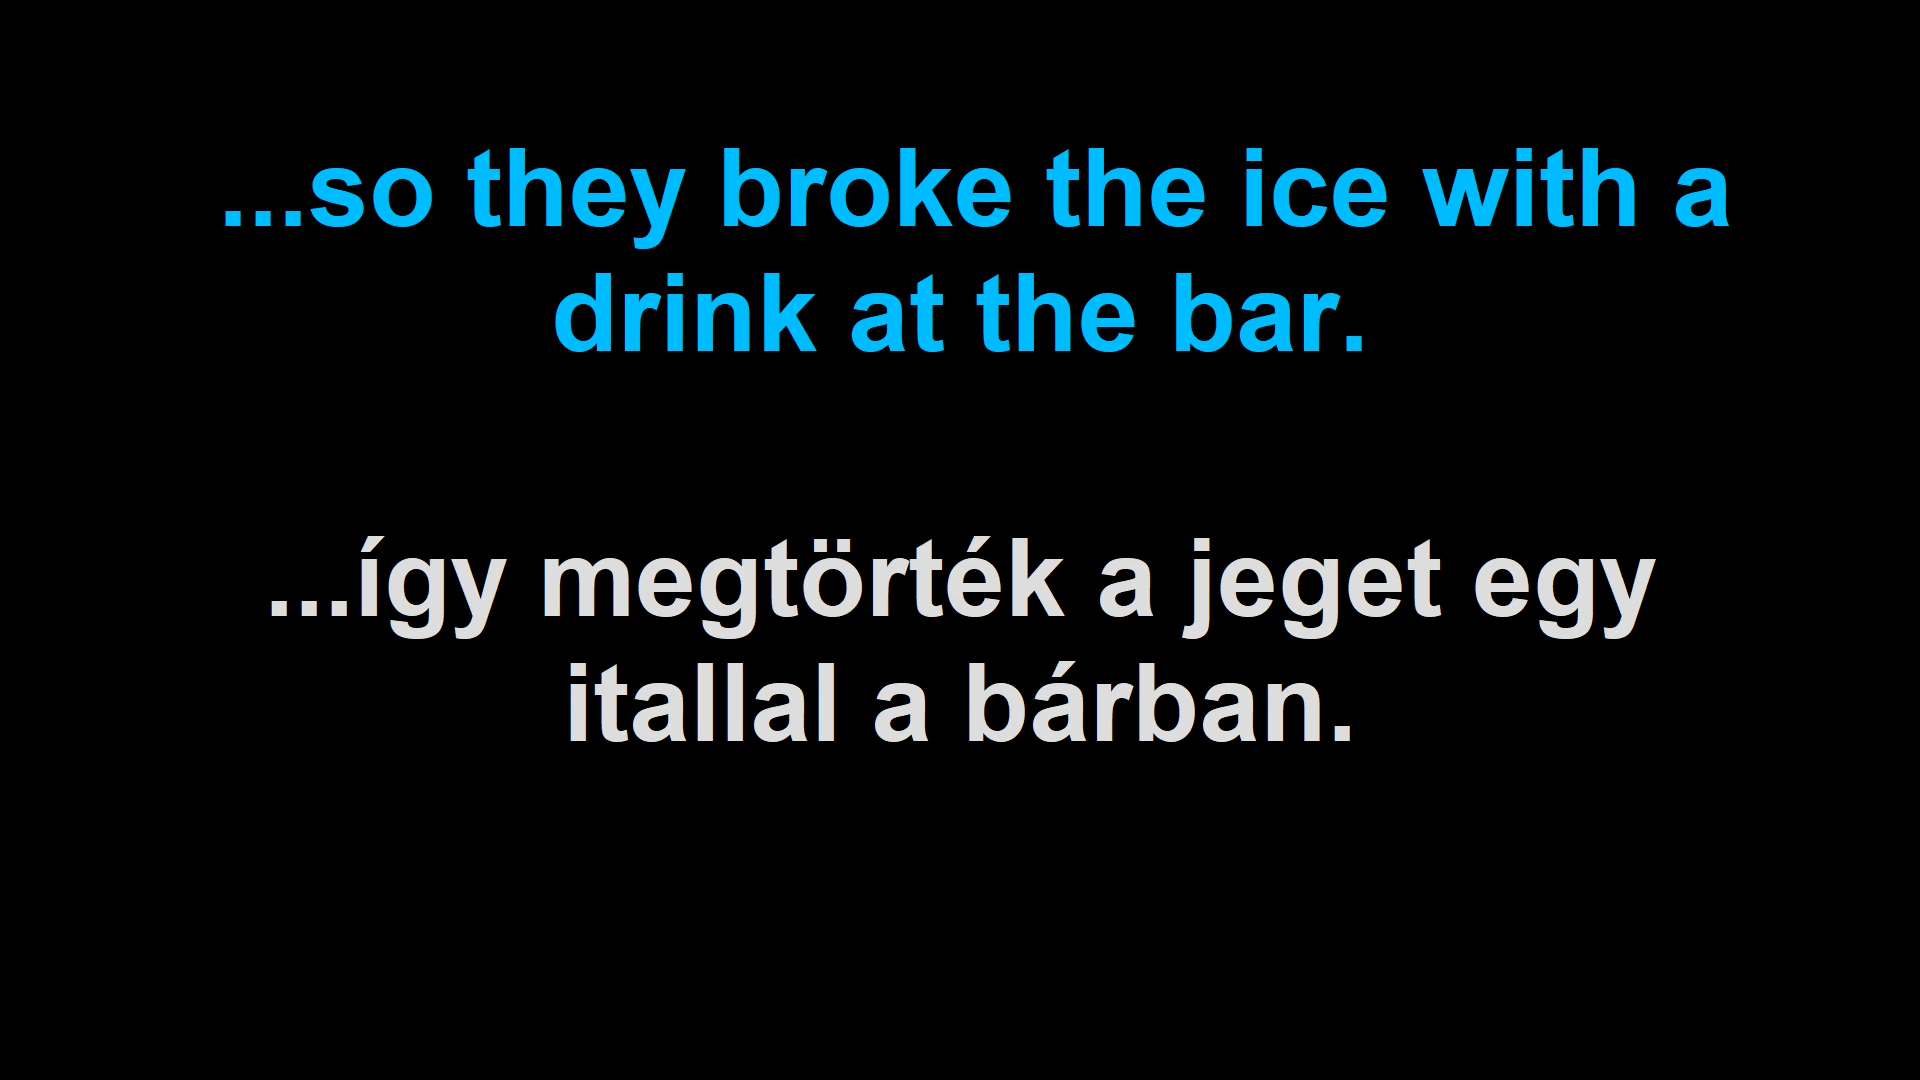 ...so they broke the ice with a
drink at the bar.
...így megtörték a jeget egy
itallal a bárban.